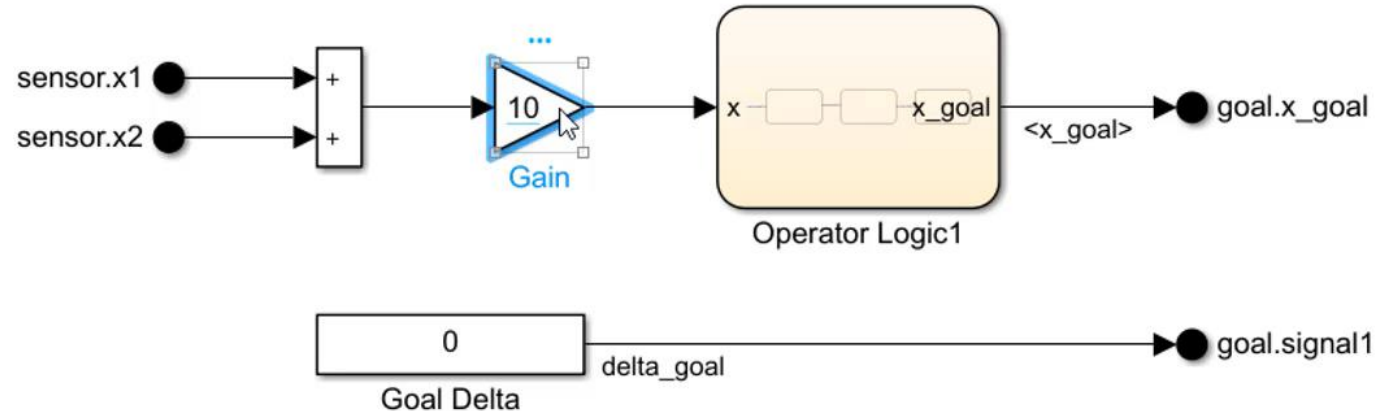 sensor.x1
+
sensor.x2
+
10
Gain
x
x_goal
Operator Logic1
<x_goal>
goal.x_goal
0
Goal Delta
delta_goal
goal.signal1